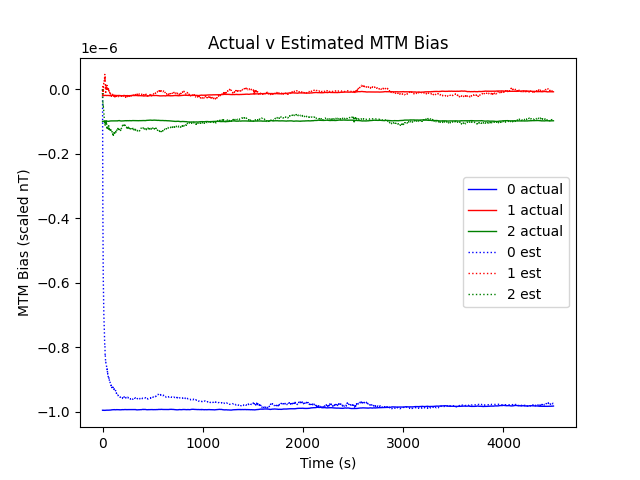 Actual v Estimated MTM Bias
1e−6
0.0
−0.2
−0.4
−0.6
−0.8
−1.0
MTM Bias (scaled nT)
0 actual
1 actual
2 actual
0 est
1 est
2 est
0
1000
2000
3000
4000
Time (s)